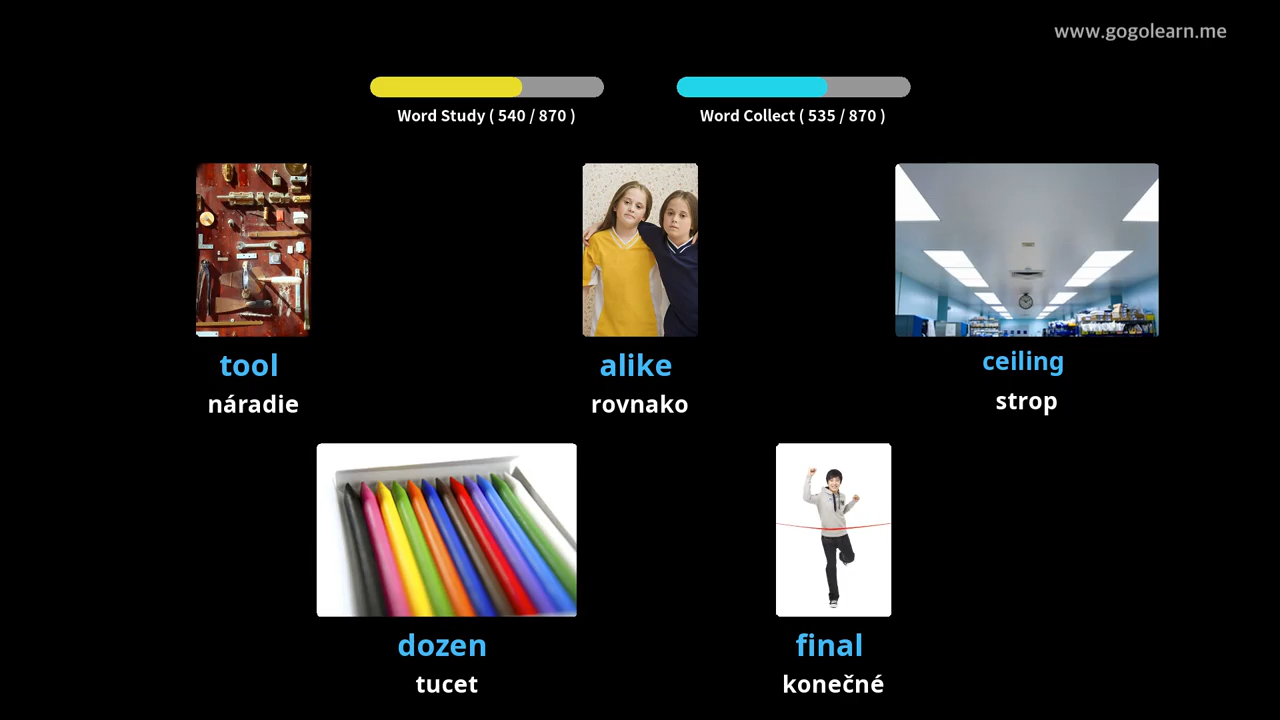 www.gogolearn.me
Word Study ( 540 / 870 )
Word Collect ( 535 / 870 )
tool
náradie
alike
rovnako
ceiling
strop
dozen
tucet
final
konečné